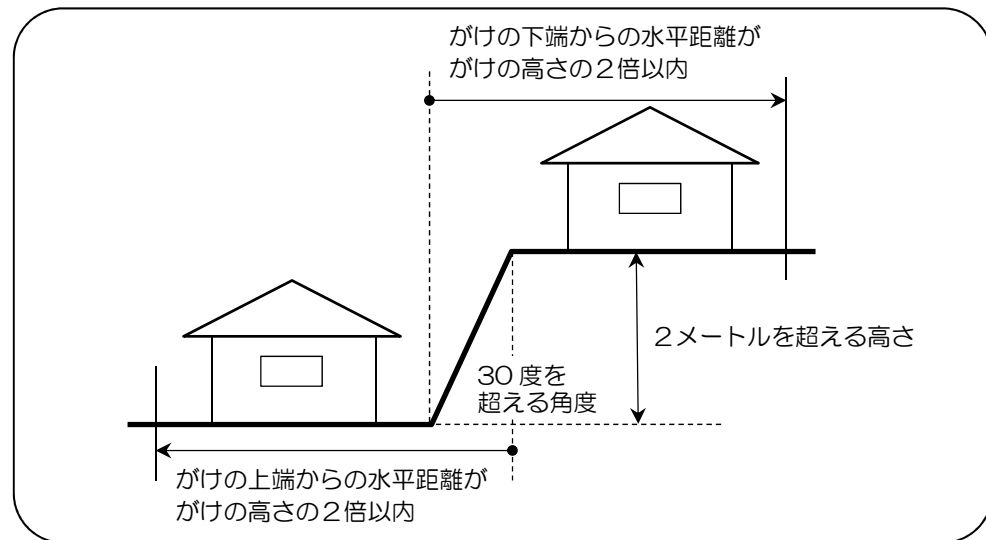 がけの下端からの水平距離が
がけの高さの２倍以内
２メートルを超える高さ
30 度を
超える角度
がけの上端からの水平距離が
がけの高さの２倍以内